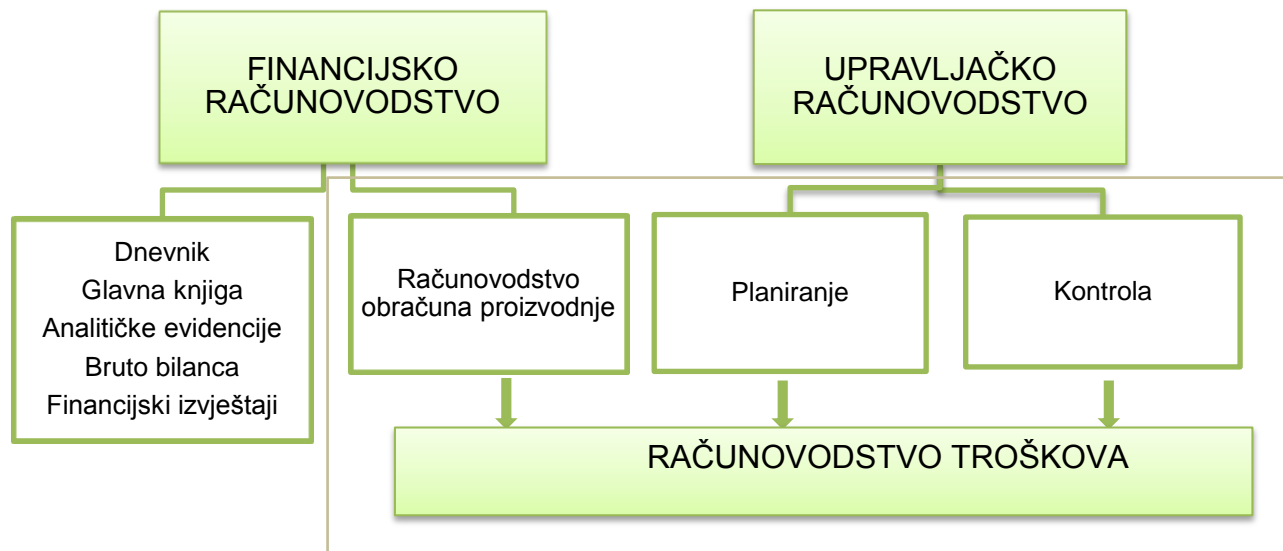 FINANCIJSKO
RAČUNOVODSTVO
UPRAVLJAČKO
RAČUNOVODSTVO
Dnevnik
Glavna knjiga
Analitičke evidencije
Bruto bilanca
Financijski izvještaji
Računovodstvo
obračuna proizvodnje
Planiranje
Kontrola
RAČUNOVODSTVO TROŠKOVA